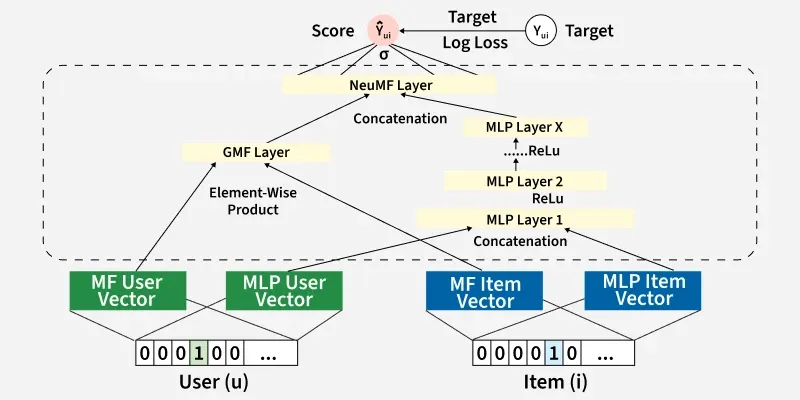 Score
Ŷui
Target
Log Loss
Yui
Target
σ
NeuMF Layer
Concatenation
MLP Layer X
......ReLu
GMF Layer
MLP Layer 2
Element-Wise
Product
ReLu
MLP Layer 1
Concatenation
MF User
Vector
MLP User
Vector
MF Item
Vector
MLP Item
Vector
0 0 0 1 0 0 ...
0 0 0 0 1 0 ...
User (u)
Item (i)